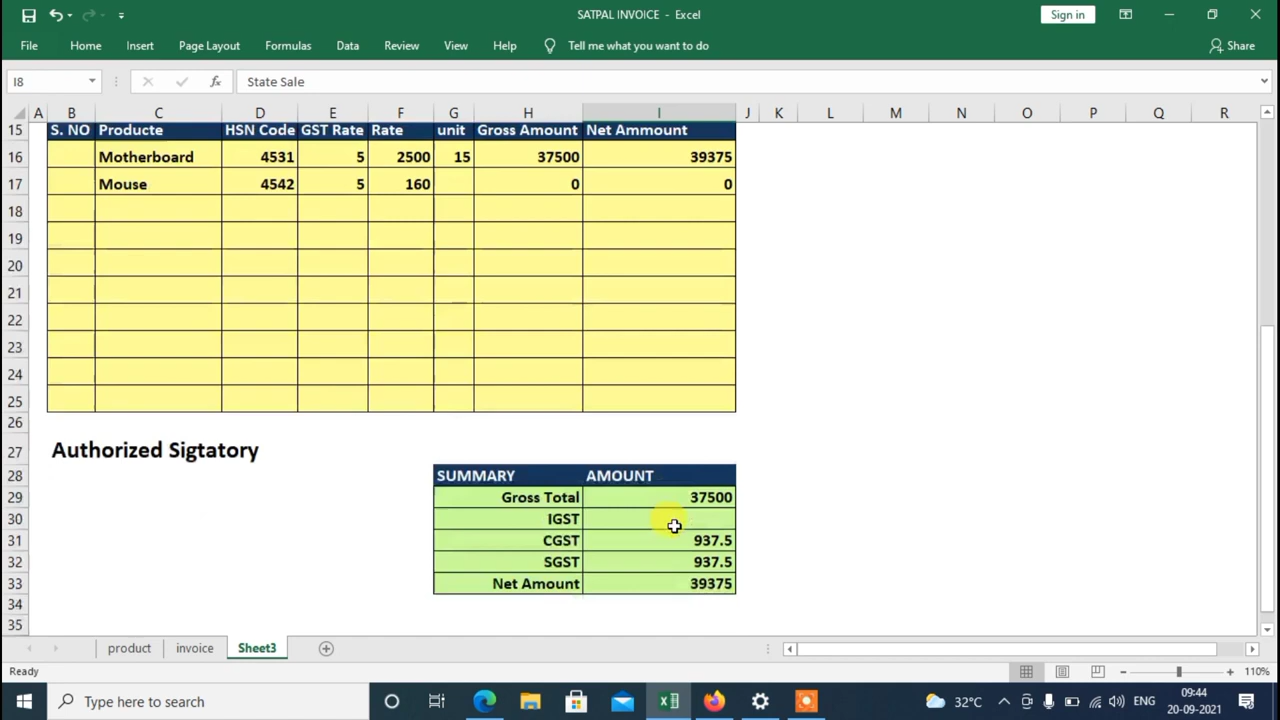 SATPAL INVOICE - Excel
Sign in
File Home Insert Page Layout Formulas Data Review View Help Tell me what you want to do Share
I8 fx State Sale
A B C D E F G H I J K L M N O P Q R
15 S. NO Producte HSN Code GST Rate Rate unit Gross Amount Net Ammount
16 Motherboard 4531 5 2500 15 37500 39375
17 Mouse 4542 5 160 0 0
18
19
20
21
22
23
24
25
26
27 Authorized Sigtatory
28 SUMMARY AMOUNT
29 Gross Total 37500
30 IGST
31 CGST 937.5
32 SGST 937.5
33 Net Amount 39375
34
35
product invoice Sheet3
Ready 110%
Type here to search 32°C ENG 09:44
20-09-2021